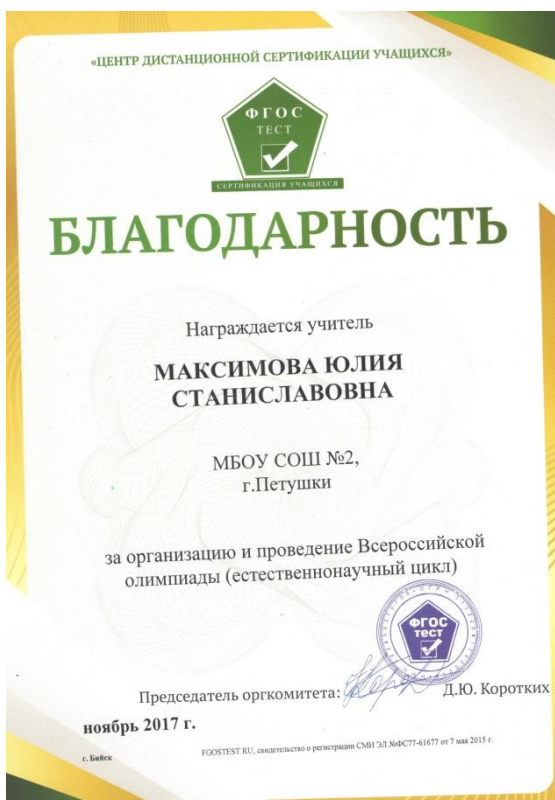 «ЦЕНТР ДИСТАНЦИОННОЙ СЕРТИФИКАЦИИ УЧАЩИХСЯ»
ФГОС
ТЕСТ
СЕРТИФИКАЦИЯ УЧАЩИХСЯ
БЛАГОДАРНОСТЬ
Награждается учитель
МАКСИМОВА ЮЛИЯ
СТАНИСЛАВОВНА
МБОУ СОШ №2,
г.Петушки
за организацию и проведение Всероссийской
олимпиады (естественнонаучный цикл)
ФГОС
ТЕСТ
Председатель оргкомитета: Д.Ю. Коротких
ноябрь 2017 г.
г. Бийск
FGOSTEST.RU, свидетельство о регистрации СМИ ЭЛ №ФС77-61677 от 7 мая 2015 г.